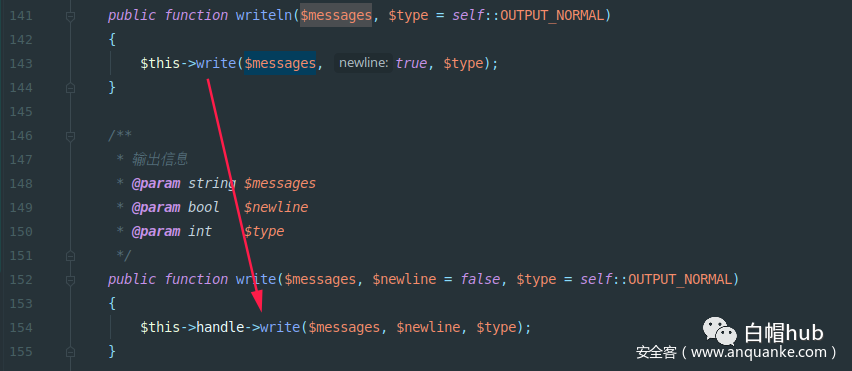 141 public function writeln($messages, $type = self::OUTPUT_NORMAL)
142 {
143 $this->write($messages, newline: true, $type);
144 }
145
146 /**
147 * 输出信息
148 * @param string $messages
149 * @param bool $newline
150 * @param int $type
151 */
152 public function write($messages, $newline = false, $type = self::OUTPUT_NORMAL)
153 {
154 $this->handle->write($messages, $newline, $type);
155 }
白帽hub
安全客(www.anquanke.com)